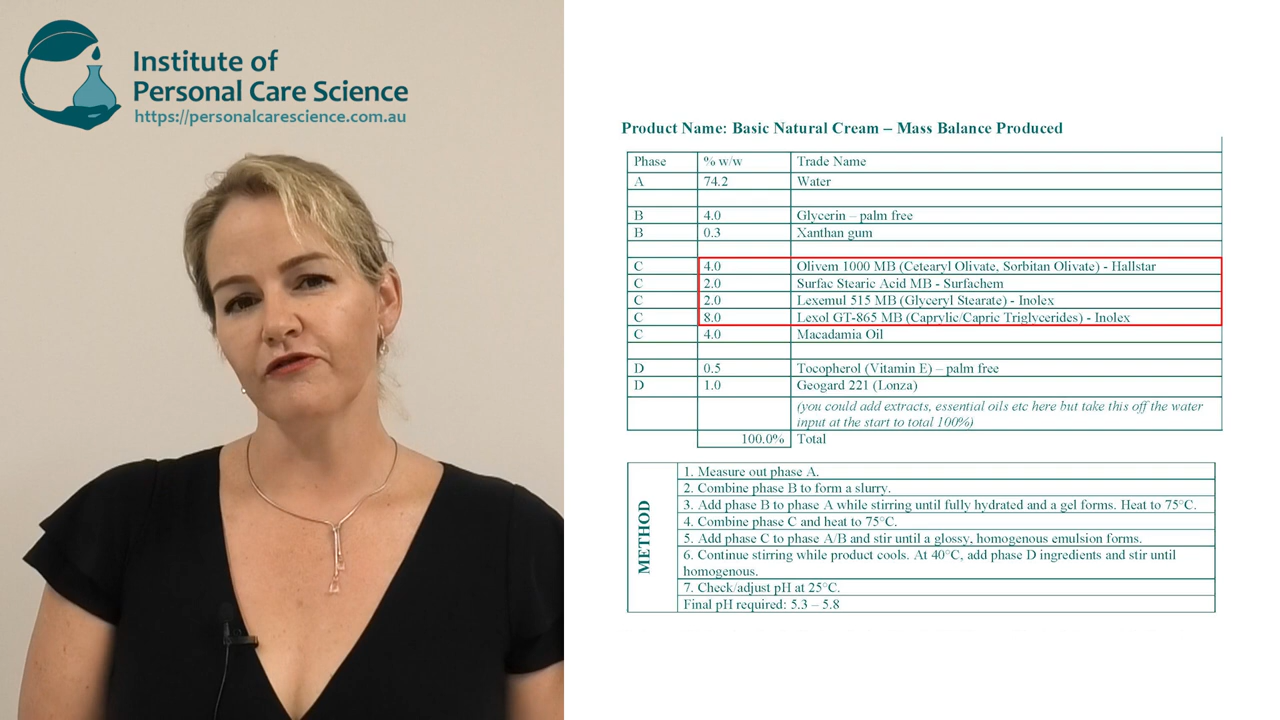 Institute of
Personal Care Science
https://personalcarescience.com.au
Product Name: Basic Natural Cream – Mass Balance Produced
Phase % w/w Trade Name
A 74.2 Water
B 4.0 Glycerin – palm free
B 0.3 Xanthan gum
C 4.0 Olivem 1000 MB (Cetearyl Olivate, Sorbitan Olivate) - Hallstar
C 2.0 Surfac Stearic Acid MB - Surfachem
C 2.0 Lexemul 515 MB (Glyceryl Stearate) - Inolex
C 8.0 Lexol GT-865 MB (Caprylic/Capric Triglycerides) - Inolex
C 4.0 Macadamia Oil
D 0.5 Tocopherol (Vitamin E) – palm free
D 1.0 Geogard 221 (Lonza)
(you could add extracts, essential oils etc here but take this off the water
input at the start to total 100%)
100.0% Total
METHOD
1. Measure out phase A.
2. Combine phase B to form a slurry.
3. Add phase B to phase A while stirring until fully hydrated and a gel forms. Heat to 75°C.
4. Combine phase C and heat to 75°C.
5. Add phase C to phase A/B and stir until a glossy, homogenous emulsion forms.
6. Continue stirring while product cools. At 40°C, add phase D ingredients and stir until
homogenous.
7. Check/adjust pH at 25°C.
Final pH required: 5.3 – 5.8